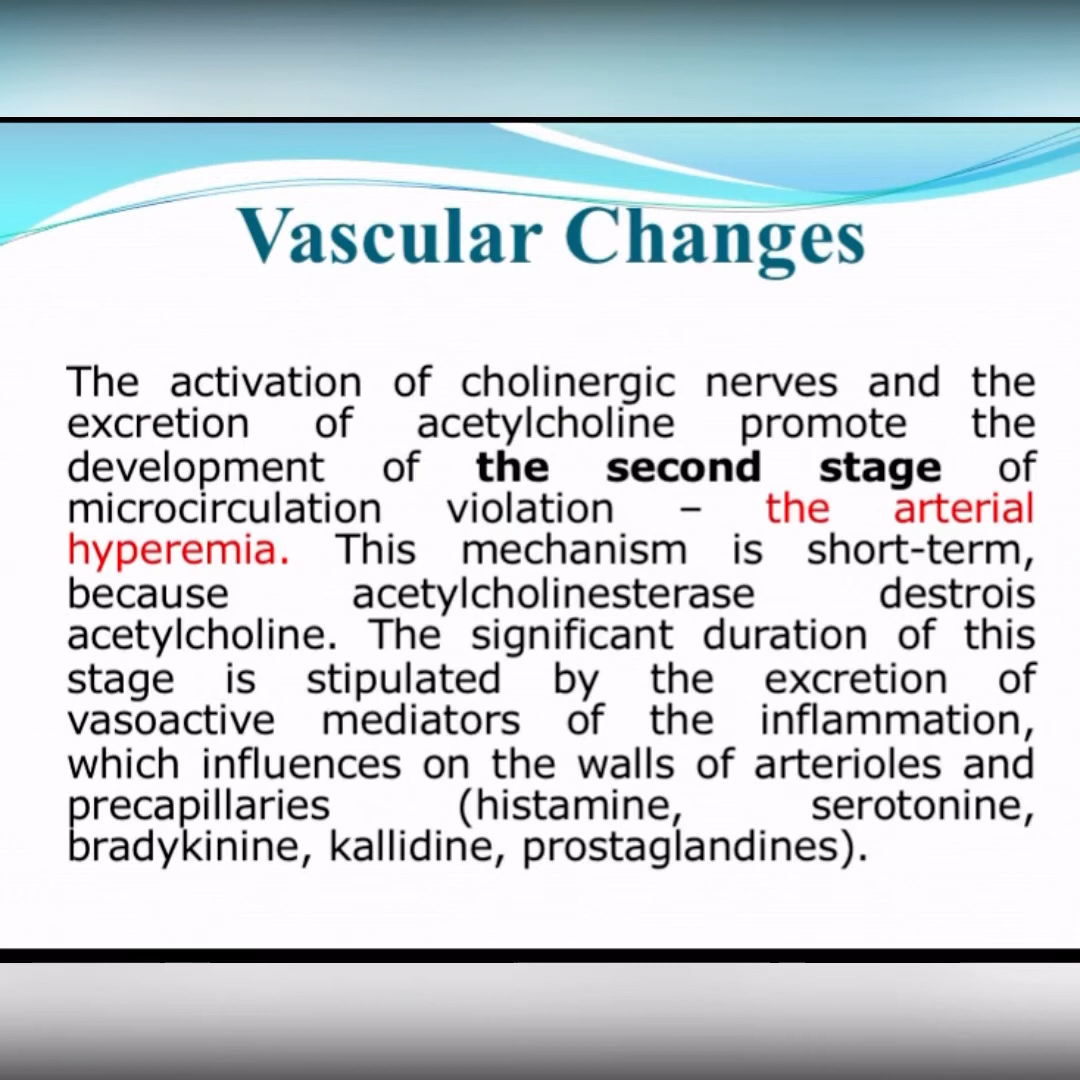 Vascular Changes
The activation of cholinergic nerves and the
excretion of acetylcholine promote the
development of the second stage of
microcirculation violation – the arterial
hyperemia. This mechanism is short-term,
because acetylcholinesterase destrois
acetylcholine. The significant duration of this
stage is stipulated by the excretion of
vasoactive mediators of the inflammation,
which influences on the walls of arterioles and
precapillaries (histamine, serotonine,
bradykinine, kallidine, prostaglandines).